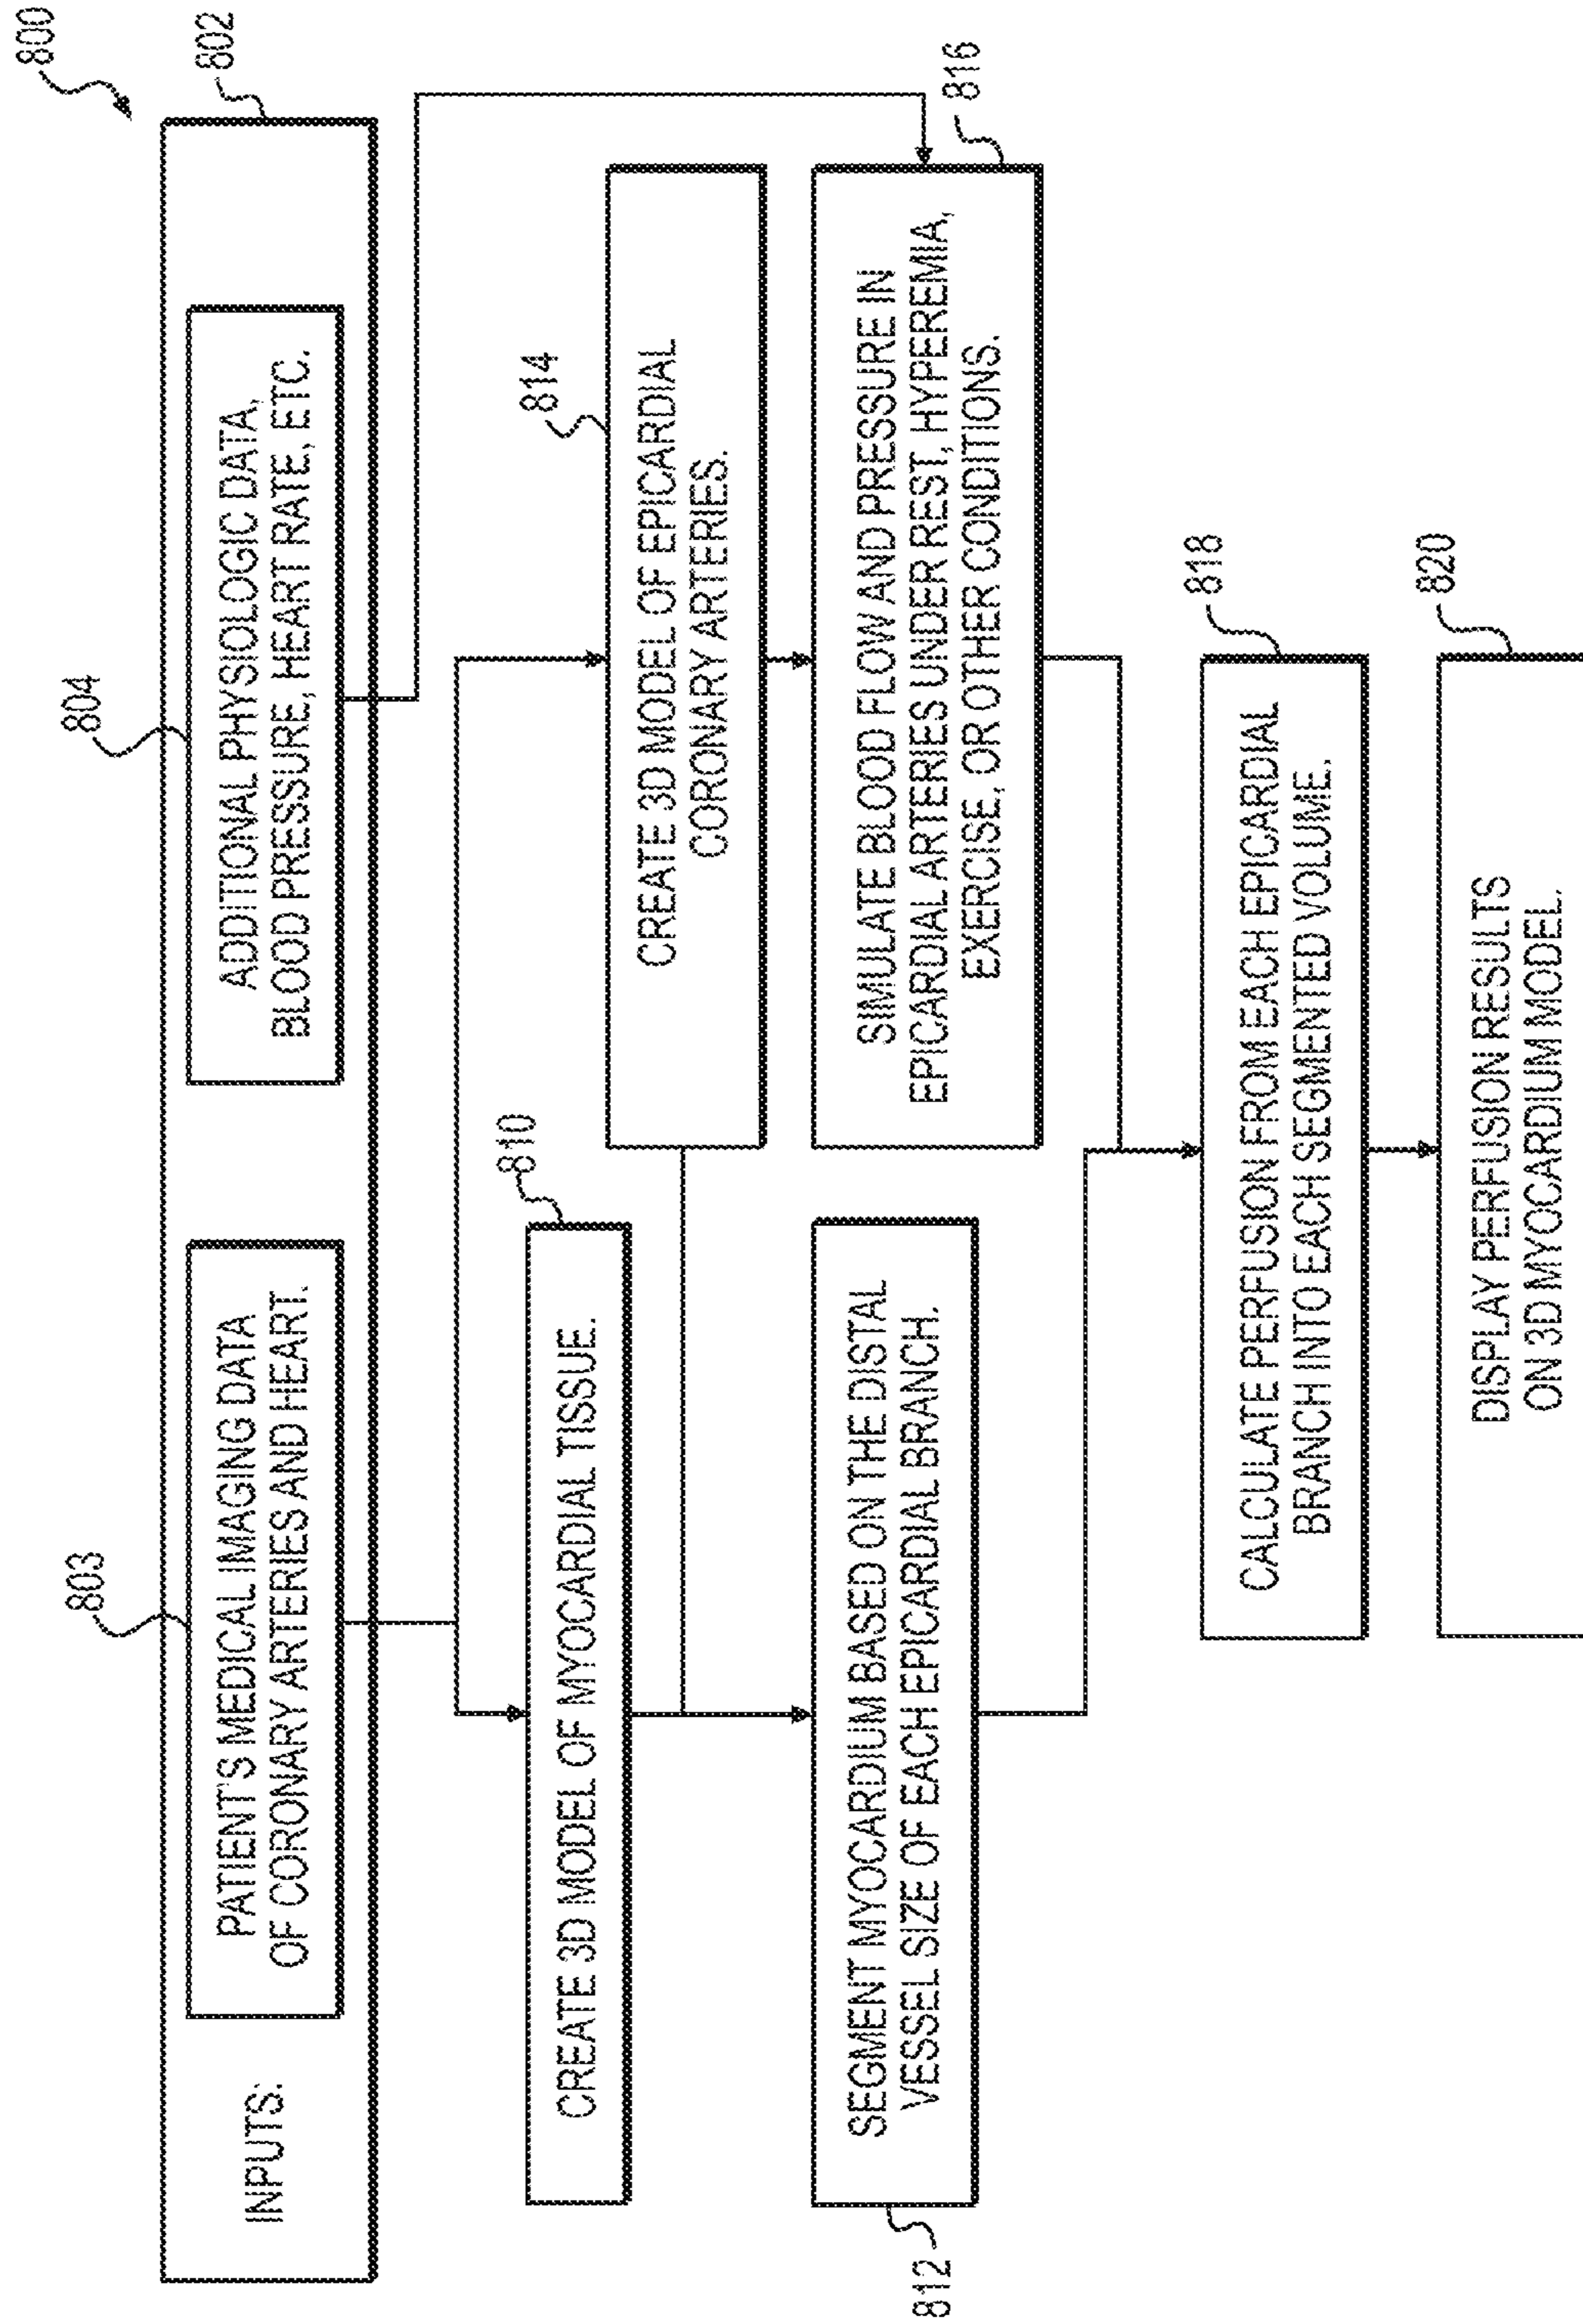 800
802
INPUTS:
803
PATIENT'S MEDICAL IMAGING DATA
OF CORONARY ARTERIES AND HEART.
804
ADDITIONAL PHYSIOLOGIC DATA,
BLOOD PRESSURE, HEART RATE, ETC.
810
CREATE 3D MODEL OF MYOCARDIAL TISSUE.
814
CREATE 3D MODEL OF EPICARDIAL
CORONARY ARTERIES.
812
SEGMENT MYOCARDIUM BASED ON THE DISTAL
VESSEL SIZE OF EACH EPICARDIAL BRANCH.
816
SIMULATE BLOOD FLOW AND PRESSURE IN
EPICARDIAL ARTERIES UNDER REST, HYPEREMIA,
EXERCISE, OR OTHER CONDITIONS.
818
CALCULATE PERFUSION FROM EACH EPICARDIAL
BRANCH INTO EACH SEGMENTED VOLUME.
820
DISPLAY PERFUSION RESULTS
ON 3D MYOCARDIUM MODEL.